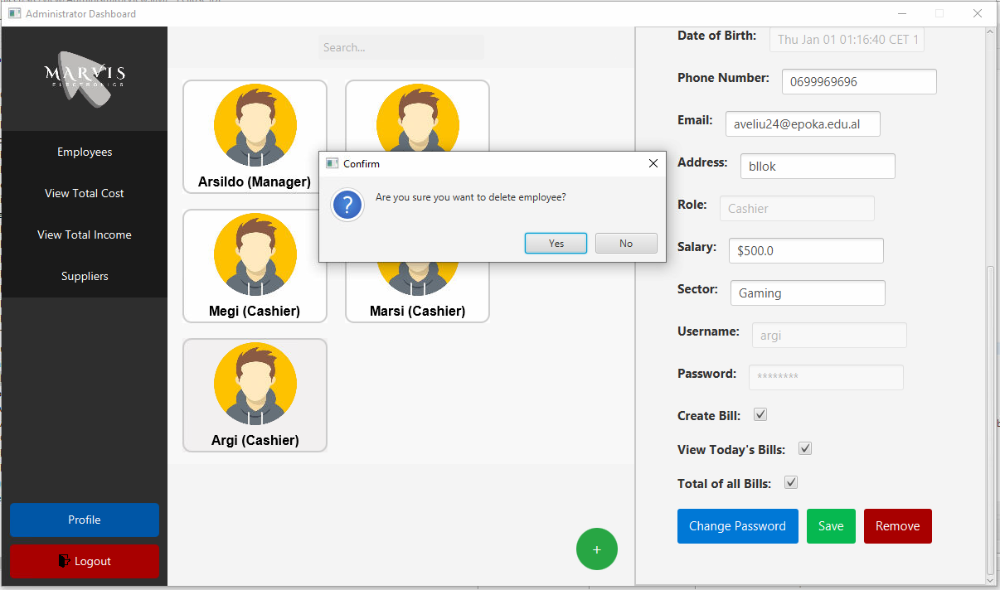 Administrator Dashboard
MARVIS
ELECTRONICS
Employees
View Total Cost
View Total Income
Suppliers
Profile
Logout
Search...
Arsildo (Manager)
Megi (Cashier)
Marsi (Cashier)
Argi (Cashier)
+
Confirm
Are you sure you want to delete employee?
Yes
No
Date of Birth: Thu Jan 01 01:16:40 CET 1
Phone Number: 0699969696
Email: aveliu24@epoka.edu.al
Address: bllok
Role: Cashier
Salary: $500.0
Sector: Gaming
Username: argi
Password: ********
Create Bill:
View Today's Bills:
Total of all Bills:
Change Password
Save
Remove